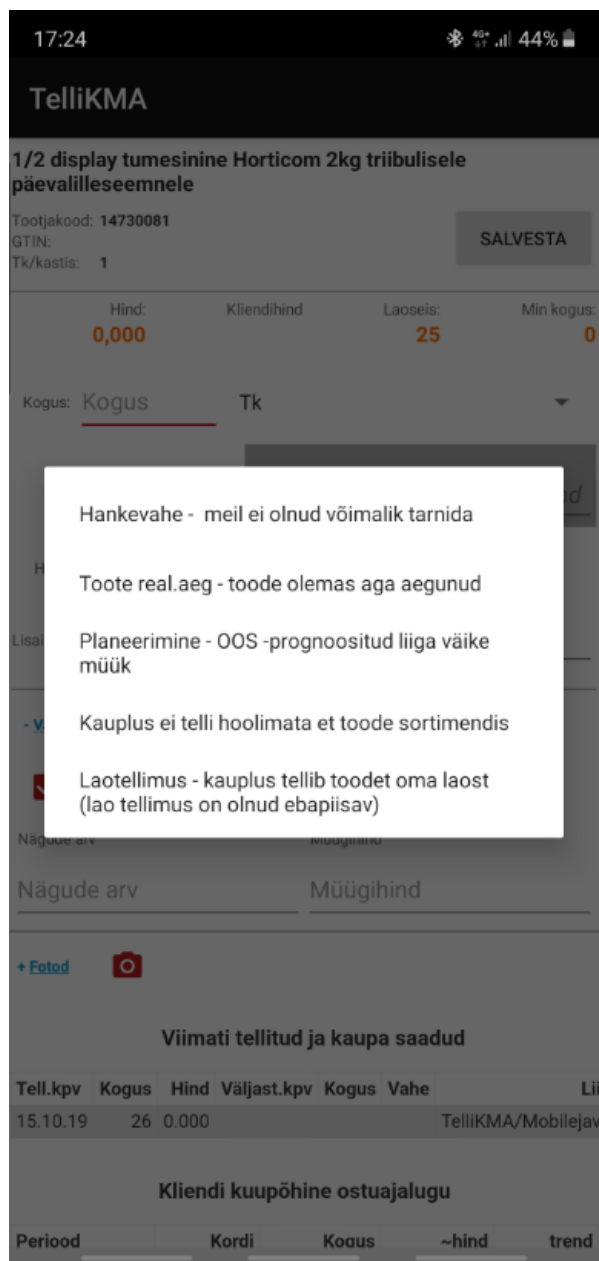 17:24 4G+ 44%
TelliKMA
1/2 display tumesinine Horticom 2kg triibulisele
päevalilleseemnele
Tootjakood: 14730081
GTIN:
Tk/kastis: 1
SALVESTA
Hind: Kliendihind Laoseis: Min kogus:
0,000 25 0
Kogus: Kogus Tk
Hankevahe - meil ei olnud võimalik tarnida
Toote real.aeg - toode olemas aga aegunud
Planeerimine - OOS -prognoositud liiga väike
müük
Kauplus ei telli hoolimata et toode sortimendis
Laotellimus - kauplus tellib toodet oma laost
(lao tellimus on olnud ebapiisav)
Nägude arv Müügihind
Nägude arv Müügihind
+ Fotod
Viimati tellitud ja kaupa saadud
Tell.kpv Kogus Hind Väljast.kpv Kogus Vahe Lii
15.10.19 26 0.000 TelliKMA/Mobilejav
Kliendi kuupõhine ostuajalugu
Periood Kordi Kogus ~hind trend